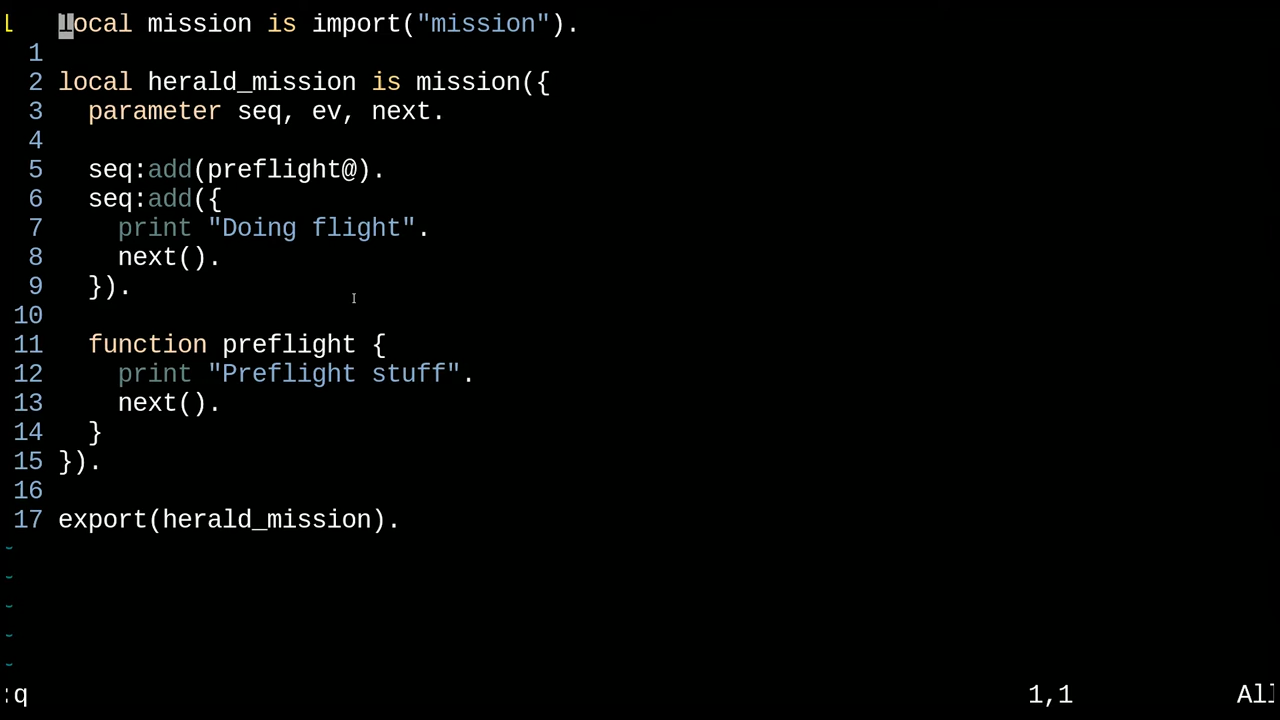 1 local mission is import("mission").
1
2 local herald_mission is mission({
3 parameter seq, ev, next.
4
5 seq:add(preflight@).
6 seq:add({
7 print "Doing flight".
8 next().
9 }).
10
11 function preflight {
12 print "Preflight stuff".
13 next().
14 }
15 }).
16
17 export(herald_mission).
~
~
~
~
~
:q 1,1 All